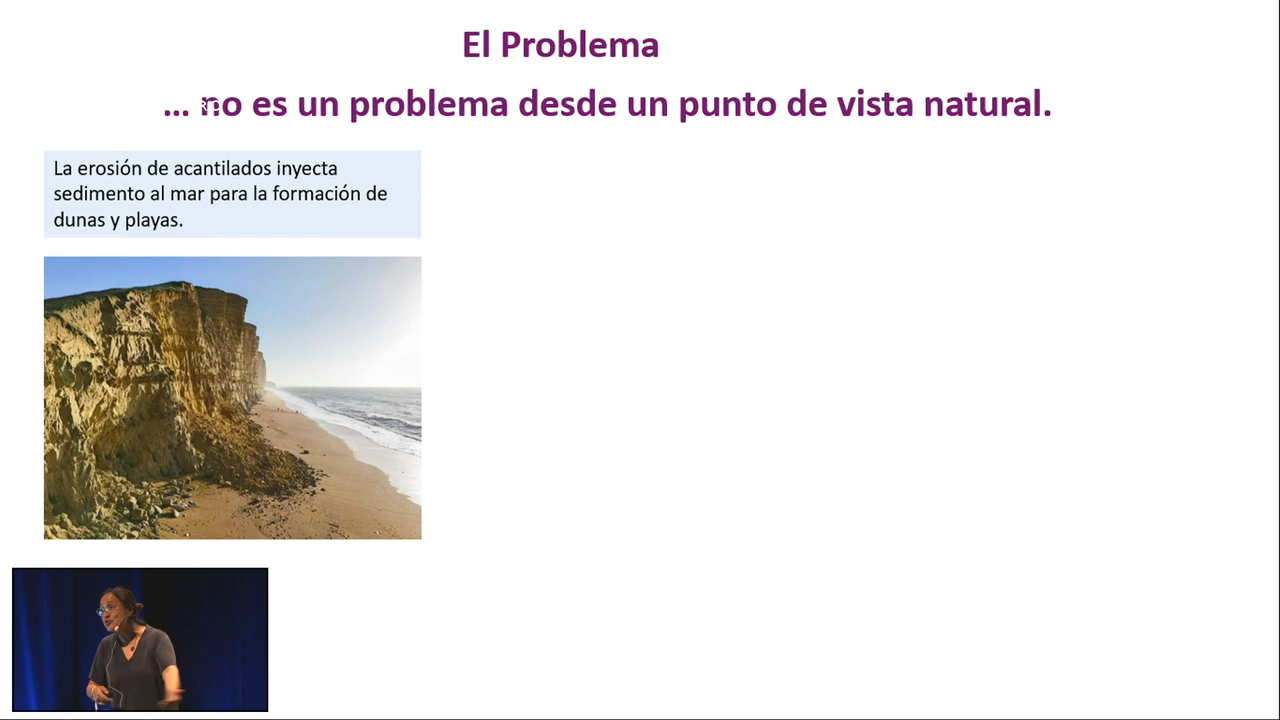 El Problema
... no es un problema desde un punto de vista natural.
La erosión de acantilados inyecta
sedimento al mar para la formación de
dunas y playas.